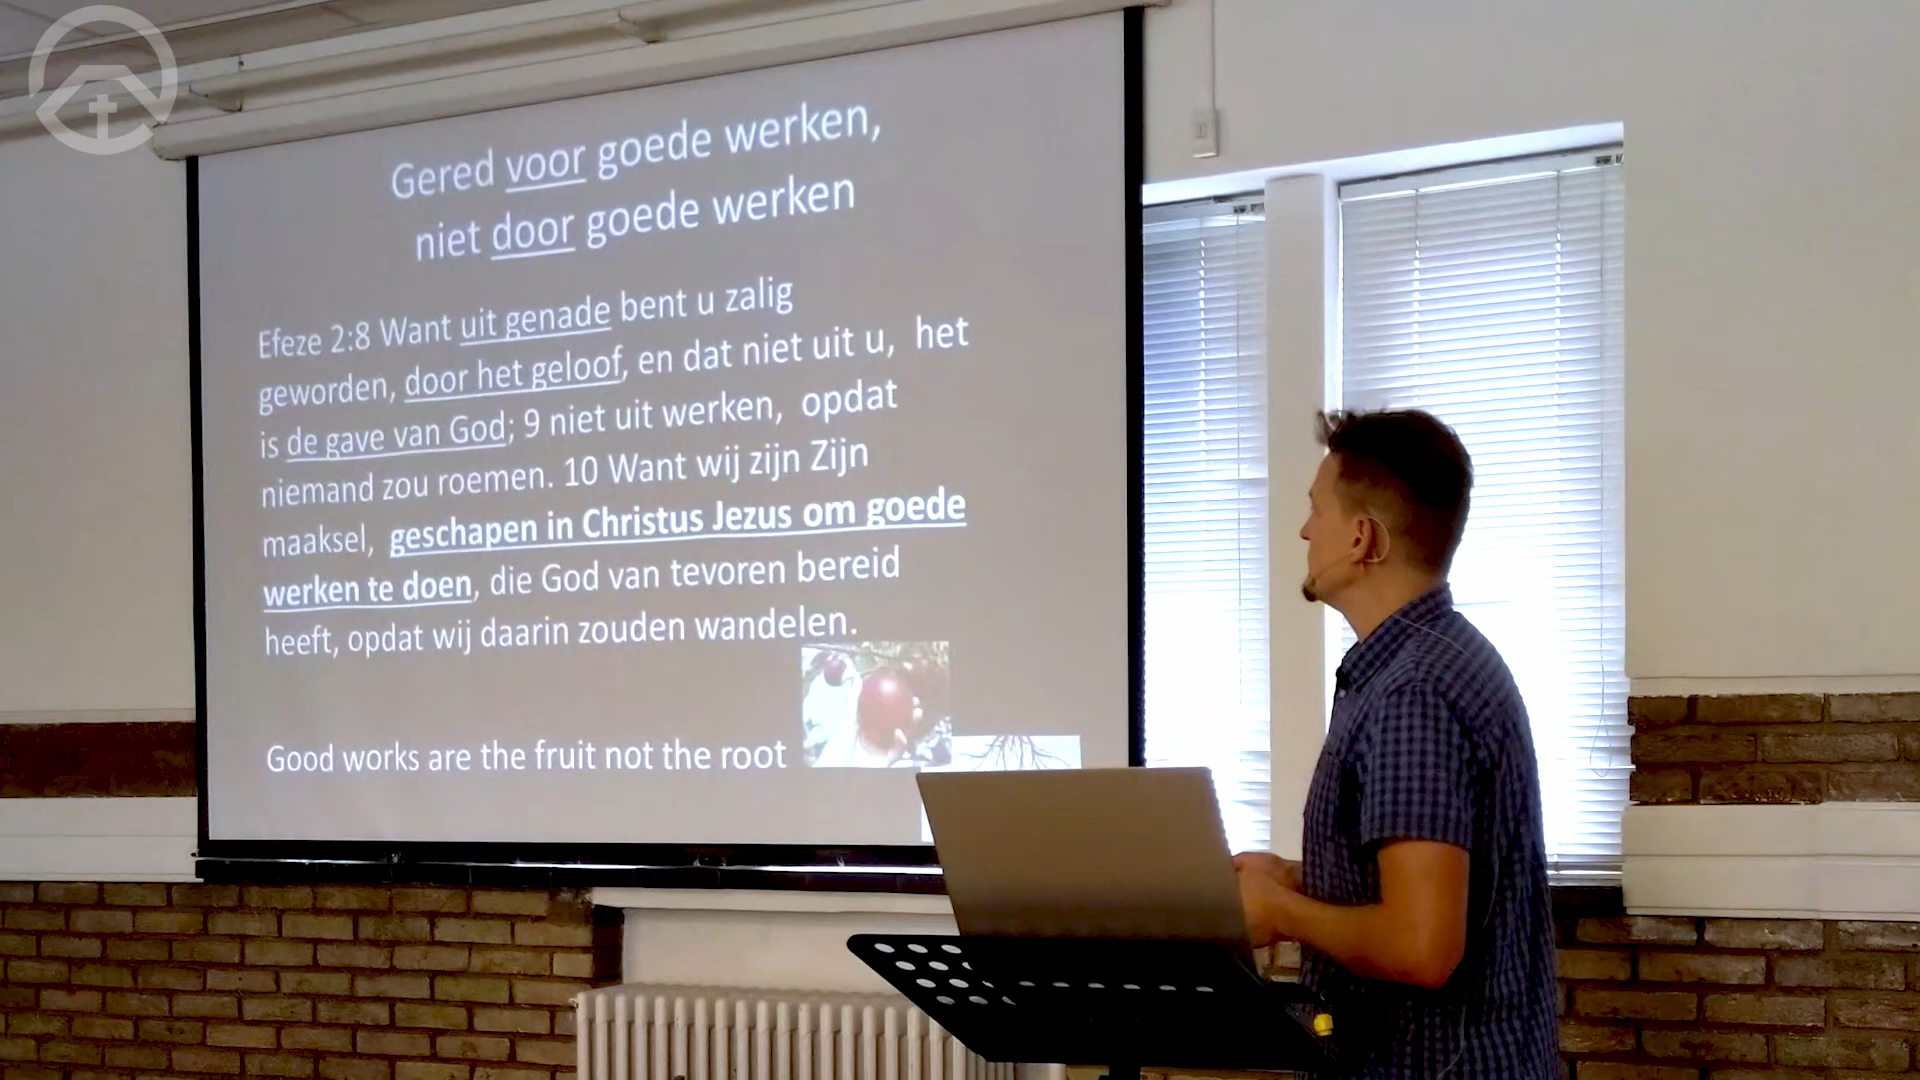 Gered voor goede werken,
niet door goede werken
Efeze 2:8 Want uit genade bent u zalig
geworden, door het geloof, en dat niet uit u, het
is de gave van God; 9 niet uit werken, opdat
niemand zou roemen. 10 Want wij zijn Zijn
maaksel, geschapen in Christus Jezus om goede
werken te doen, die God van tevoren bereid
heeft, opdat wij daarin zouden wandelen.
Good works are the fruit not the root